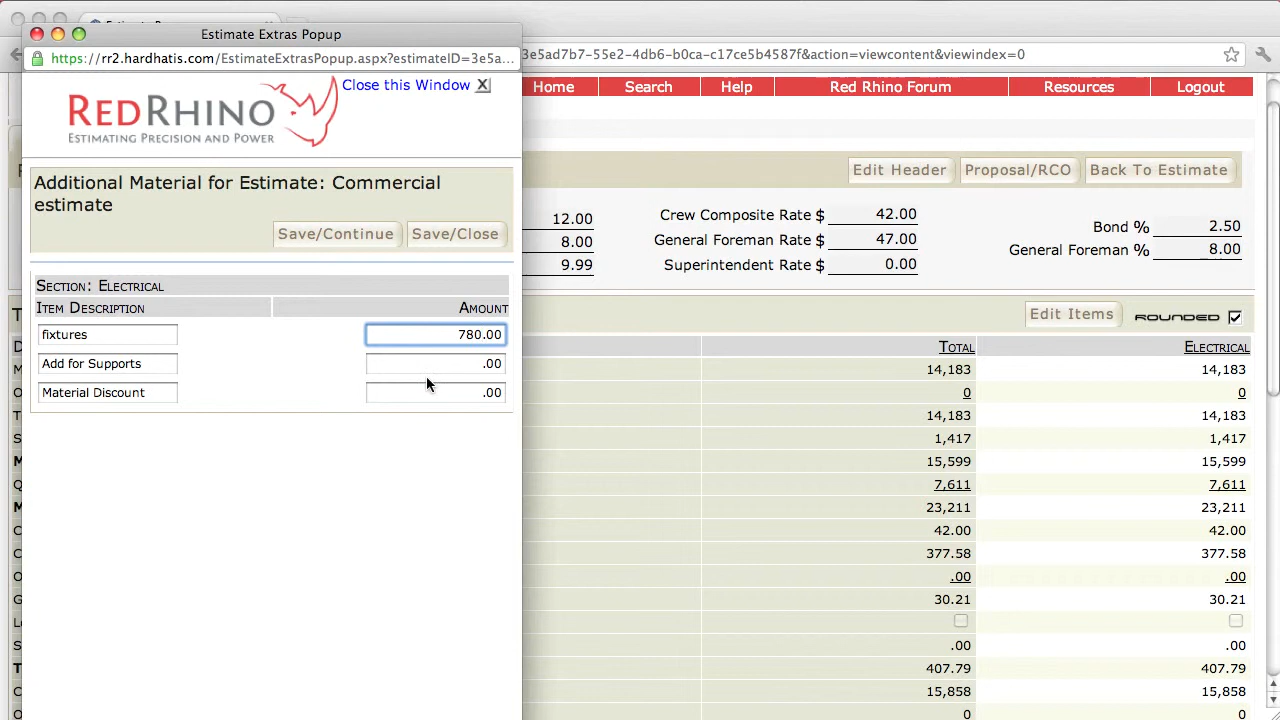 Estimate Extras Popup
https://rr2.hardhatis.com/EstimateExtrasPopup.aspx?estimateID=3e5a...
3e5ad7b7-55e2-4db6-b0ca-c17ce5b4587f&action=viewcontent&viewindex=0
Close this Window X
REDRHINO
ESTIMATING PRECISION AND POWER
Home Search Help Red Rhino Forum Resources Logout
Additional Material for Estimate: Commercial
estimate
Save/Continue Save/Close
Edit Header Proposal/RCO Back To Estimate
12.00 Crew Composite Rate $ 42.00 Bond % 2.50
8.00 General Foreman Rate $ 47.00 General Foreman % 8.00
9.99 Superintendent Rate $ 0.00
SECTION: ELECTRICAL
ITEM DESCRIPTION AMOUNT
fixtures 780.00
Add for Supports .00
Material Discount .00
Edit Items ROUNDED
TOTAL ELECTRICAL
14,183 14,183
0 0
14,183 14,183
1,417 1,417
15,599 15,599
7,611 7,611
23,211 23,211
42.00 42.00
377.58 377.58
.00 .00
30.21 30.21
.00 .00
407.79 407.79
15,858 15,858
0 0